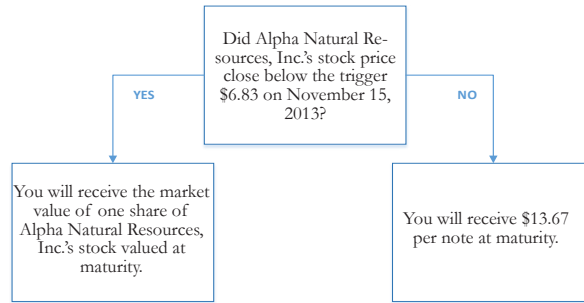 Did Alpha Natural Re-
sources, Inc.'s stock price
close below the trigger
$6.83 on November 15,
2013?
YES
NO
You will receive the market
value of one share of
Alpha Natural Resources,
Inc.'s stock valued at
maturity.
You will receive $13.67
per note at maturity.